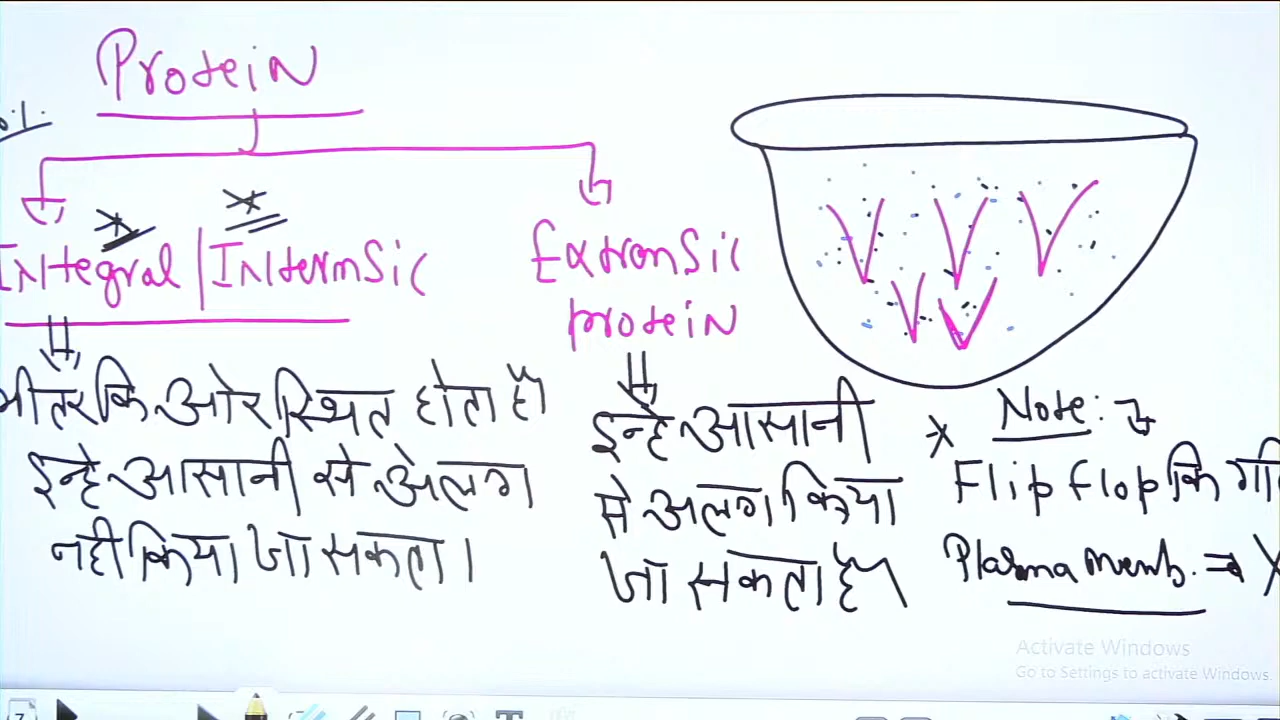 Protein
Integral / Intermsic
भीतर कि ओर स्थित होता है।
इन्हे आसानी से अलग
नही किया जा सकता।
Extronsic
protein
इन्हे आसानी
से अलग किया
जा सकता है।
* Note:
Flip flop कि
Plasma memb. ⇒
Activate Windows
Go to Settings to activate Windows.